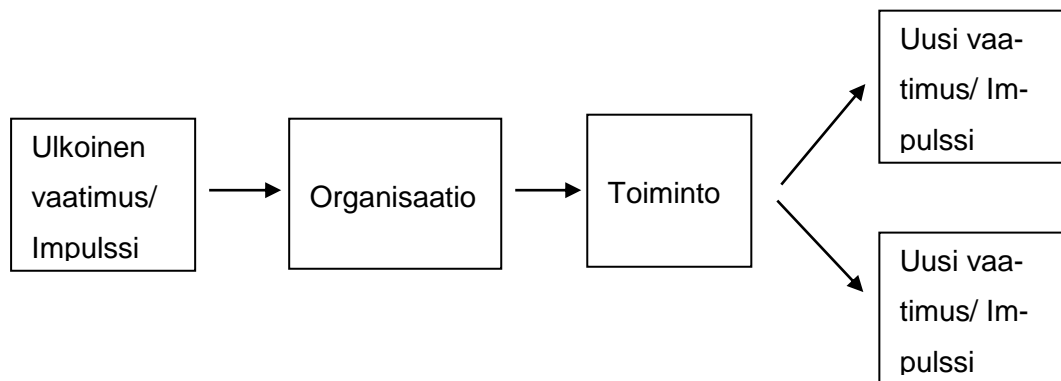 Ulkoinen
vaatimus/
Impulssi
Organisaatio
Toiminto
Uusi vaa-
timus/ Im-
pulssi
Uusi vaa-
timus/ Im-
pulssi